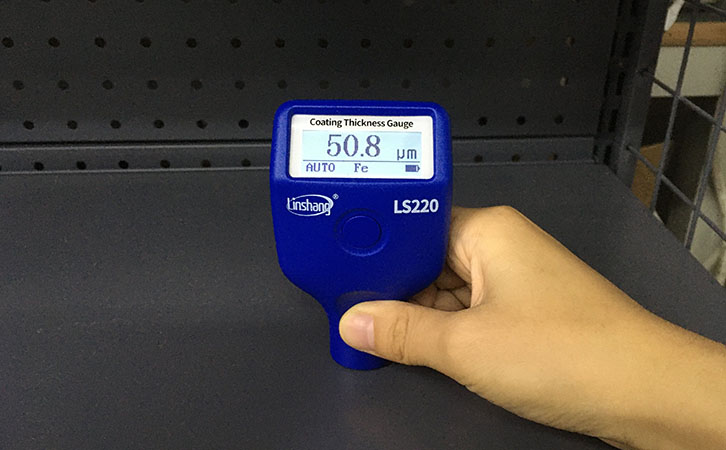 Coating Thickness Gauge
50.8 μm
AUTO Fe
Linshang®
LS220